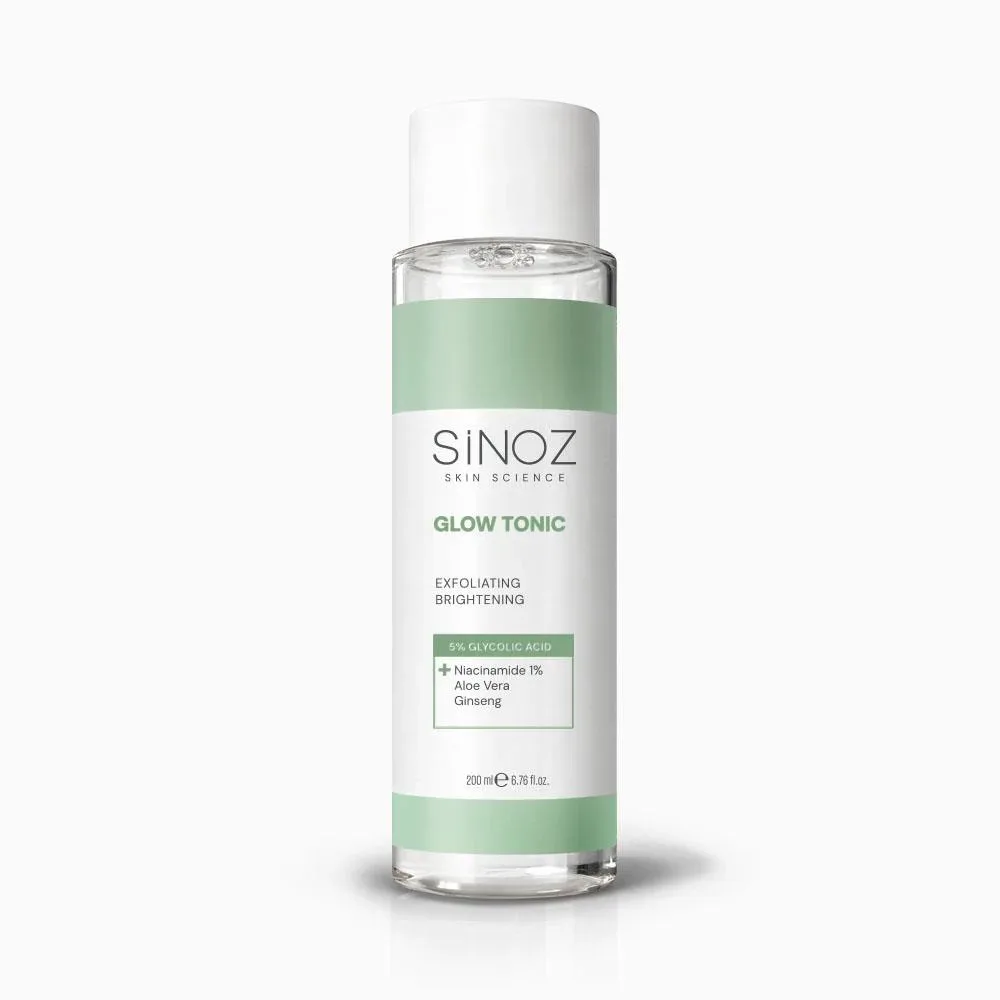 SiNOZ
SKIN SCIENCE
GLOW TONIC
EXFOLIATING
BRIGHTENING
5% GLYCOLIC ACID
+ Niacinamide 1%
Aloe Vera
Ginseng
200 ml ℮ 6.76 fl.oz.